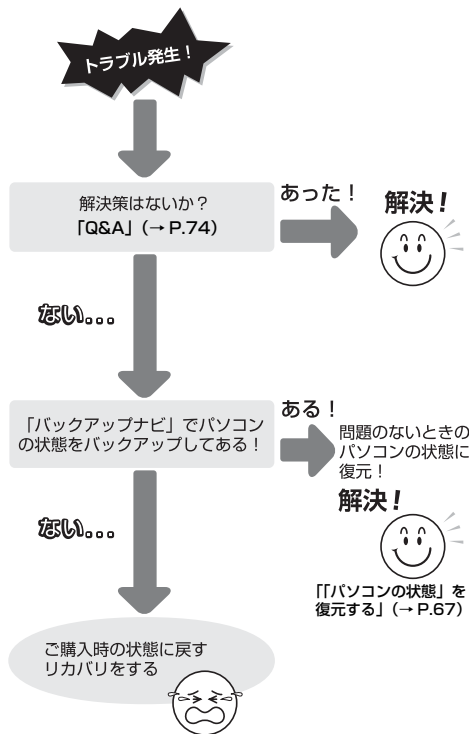 トラブル発生！
解決策はないか？
「Q&A」（→ P.74）
あった！
解決！
ない...
「バックアップナビ」でパソコン
の状態をバックアップしてある！
ある！
問題のないときの
パソコンの状態に
復元！
解決！
「「パソコンの状態」を
復元する」（→ P.67）
ない...
ご購入時の状態に戻す
リカバリをする